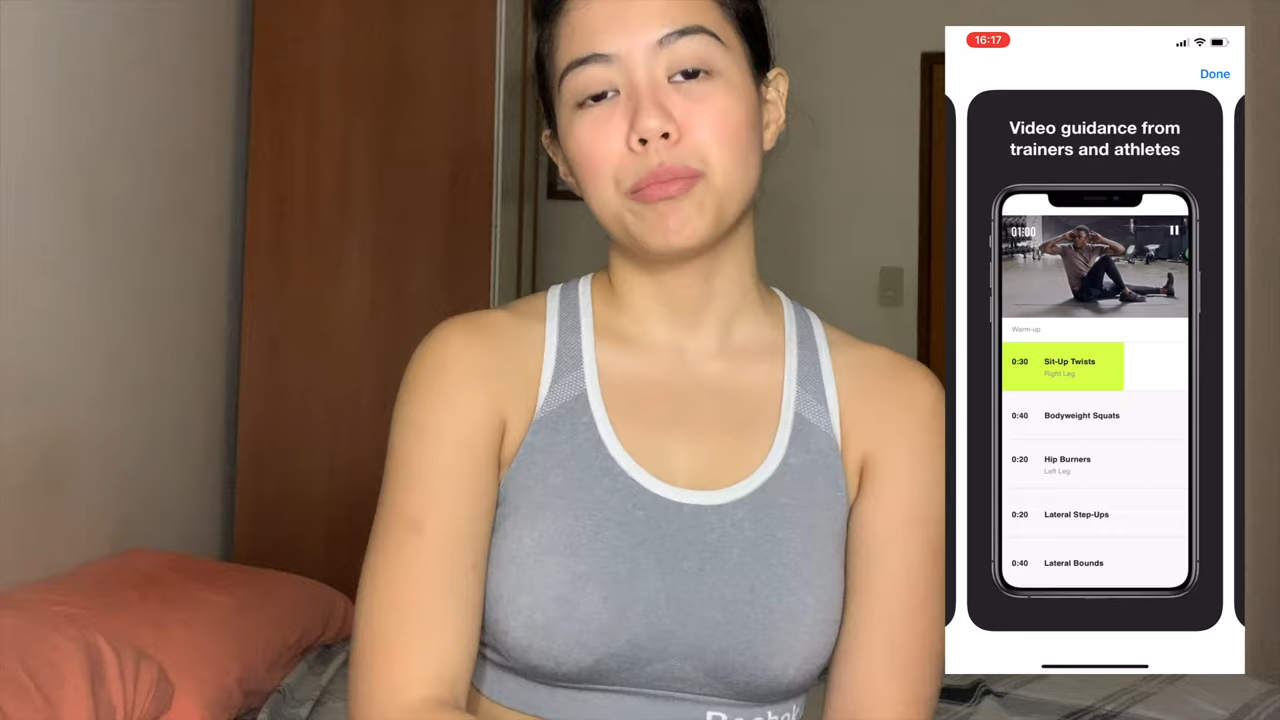 16:17
Done
Video guidance from
trainers and athletes
01:00
Warm-up
0:30 Sit-Up Twists
Right Leg
0:40 Bodyweight Squats
0:20 Hip Burners
Left Leg
0:20 Lateral Step-Ups
0:40 Lateral Bounds
Reebok